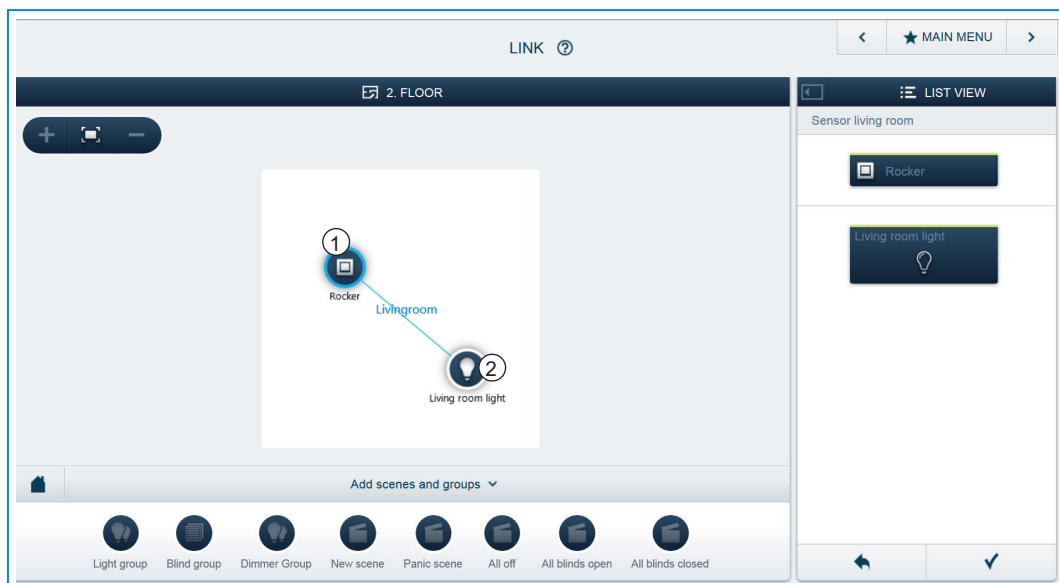 LINK ?
< ★ MAIN MENU >
2. FLOOR
LIST VIEW
Sensor living room
Rocker
Living room light
1
Rocker
Livingroom
2
Living room light
Add scenes and groups
Light group Blind group Dimmer Group New scene Panic scene All off All blinds open All blinds closed